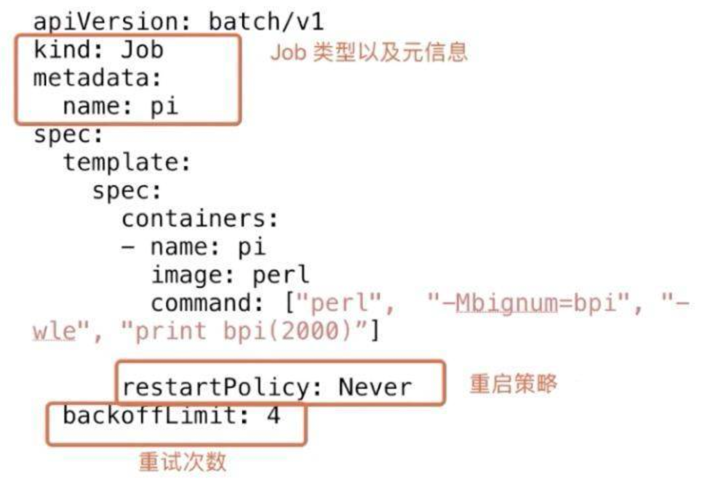 apiVersion: batch/v1
kind: Job
Job 类型以及元信息
metadata:
  name: pi
spec:
  template:
    spec:
      containers:
      - name: pi
        image: perl
        command: ["perl",  "-Mbignum=bpi", "-
wle", "print bpi(2000)”]
      restartPolicy: Never
重启策略
  backoffLimit: 4
重试次数